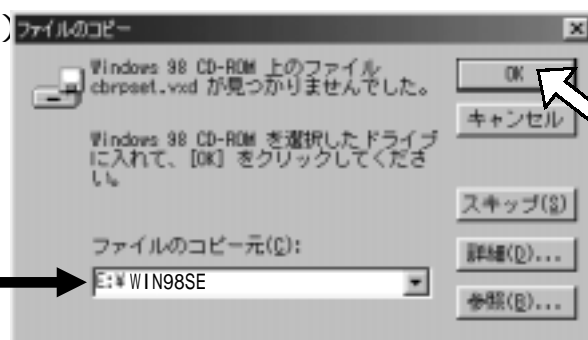 )
ファイルのコピー
Windows 98 CD-ROM 上のファイル
cbrpset.vxd が見つかりませんでした。
OK
キャンセル
Windows 98 CD-ROM を選択したドライブ
に入れて、[OK] をクリックしてくださ
い。
スキップ(S)
ファイルのコピー元(C):
詳細(D)...
E:¥WIN98SE
参照(B)...